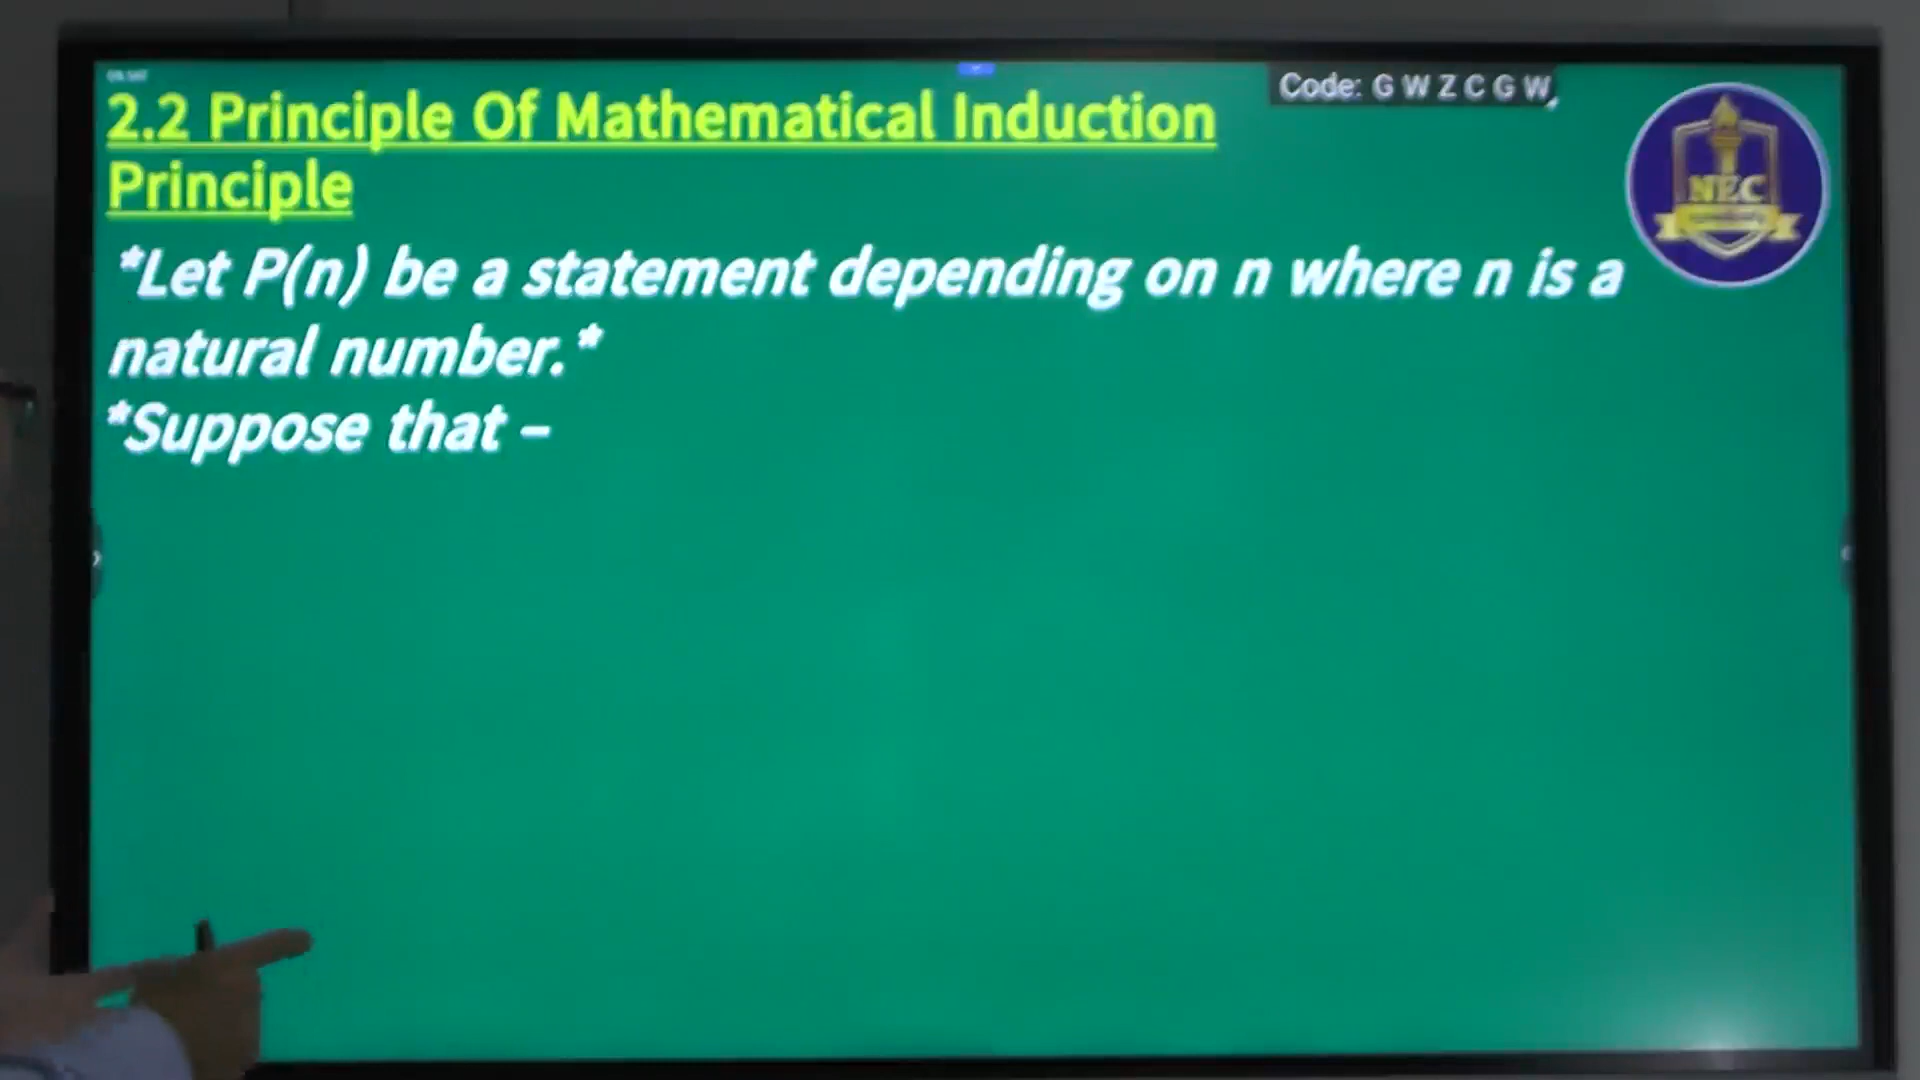 Code: G W Z C G W
2.2 Principle Of Mathematical Induction
Principle
*Let P(n) be a statement depending on n where n is a
natural number.*
*Suppose that –
NEC